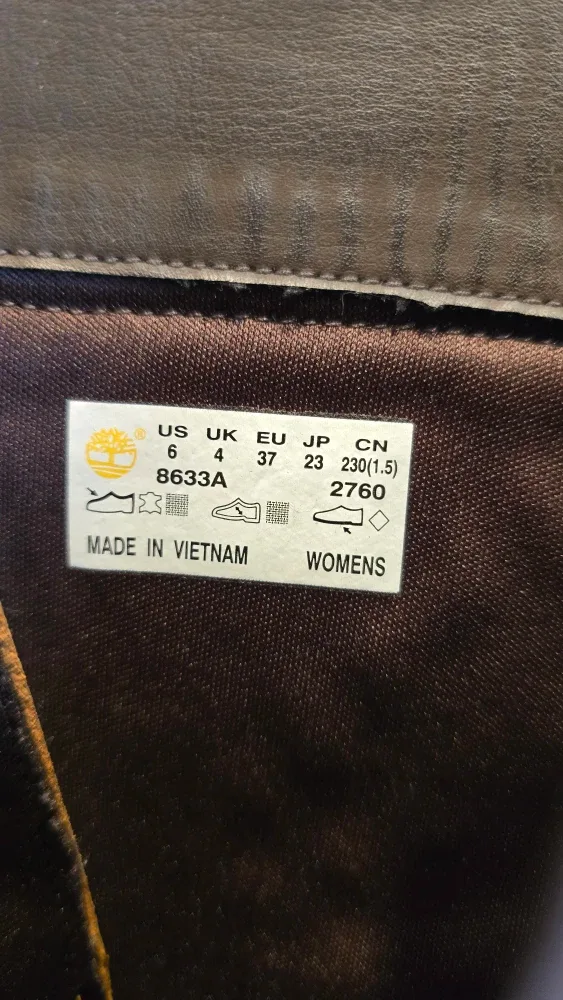 ® US UK EU JP CN
6 4 37 23 230(1.5)
8633A 2760
MADE IN VIETNAM WOMENS